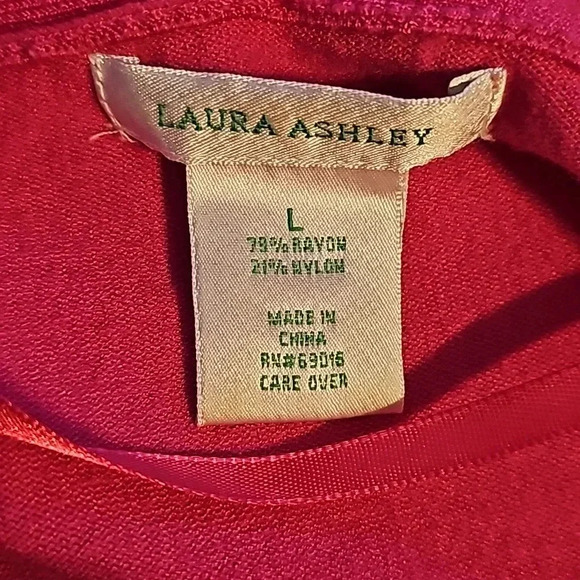 LAURA ASHLEY
L
79% RAYON
21% NYLON
MADE IN
CHINA
RN#69016
CARE OVER